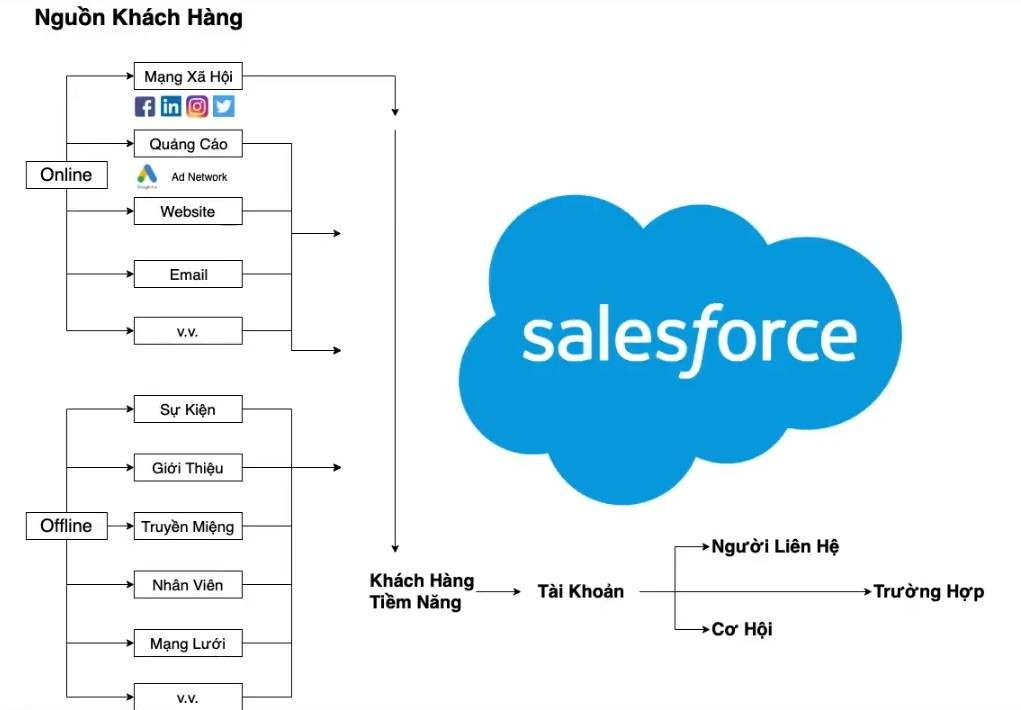 Nguồn Khách Hàng
Mạng Xã Hội
Quảng Cáo
Online
Ad Network
Website
Email
v.v.
salesforce
Sự Kiện
Giới Thiệu
Offline
Truyền Miệng
Nhân Viên
Mạng Lưới
v.v.
Khách Hàng
Tiềm Năng
Tài Khoản
Người Liên Hệ
Trường Hợp
Cơ Hội